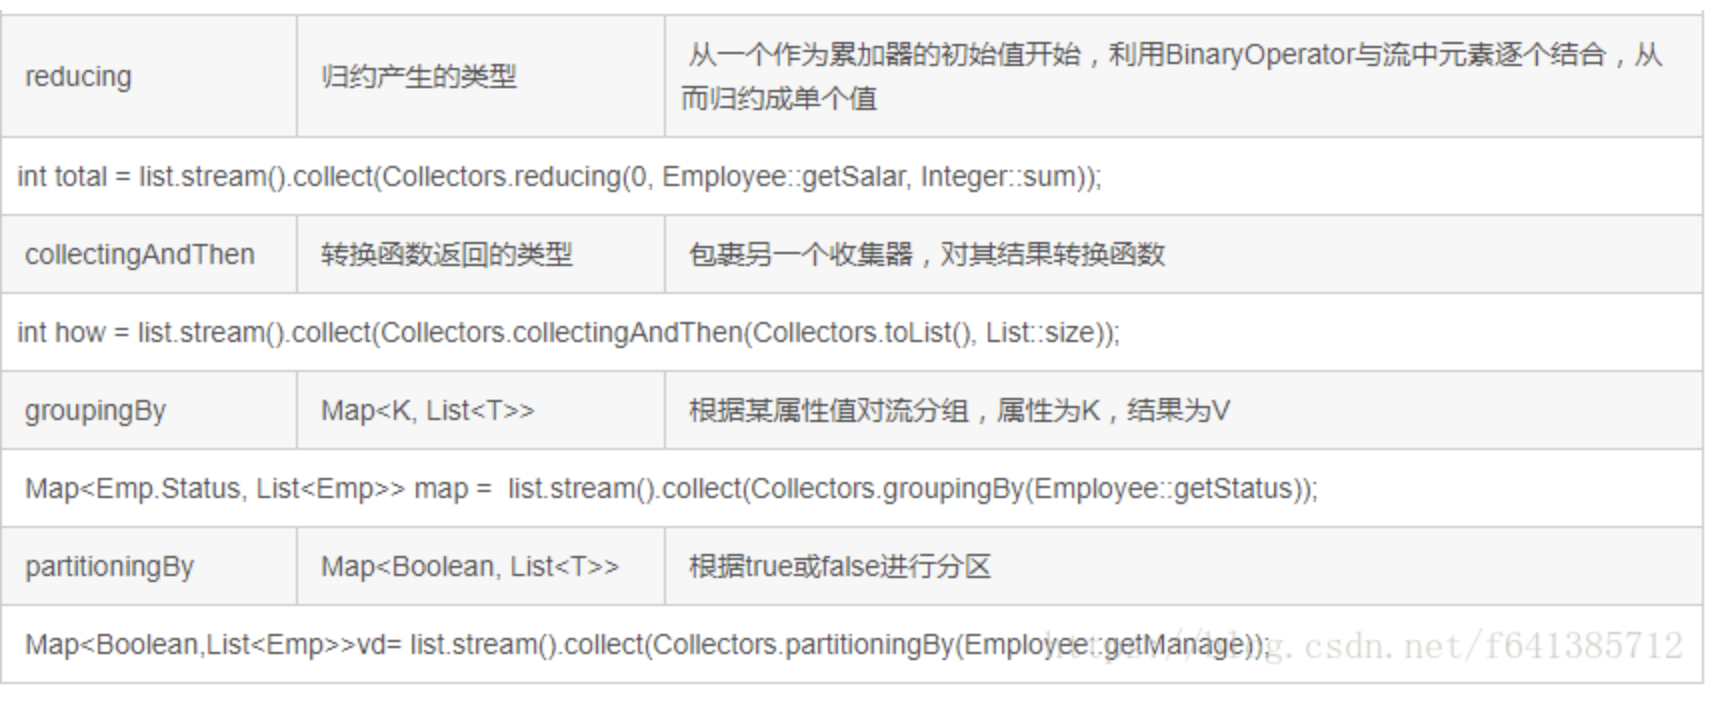 reducing 归约产生的类型 从一个作为累加器的初始值开始，利用BinaryOperator与流中元素逐个结合，从
而归约成单个值
int total = list.stream().collect(Collectors.reducing(0, Employee::getSalar, Integer::sum));
collectingAndThen 转换函数返回的类型 包裹另一个收集器，对其结果转换函数
int how = list.stream().collect(Collectors.collectingAndThen(Collectors.toList(), List::size));
groupingBy Map<K, List<T>> 根据某属性值对流分组，属性为K，结果为V
Map<Emp.Status, List<Emp>> map = list.stream().collect(Collectors.groupingBy(Employee::getStatus));
partitioningBy Map<Boolean, List<T>> 根据true或false进行分区
Map<Boolean,List<Emp>>vd= list.stream().collect(Collectors.partitioningBy(Employee::getManage));
https://blog.csdn.net/f641385712